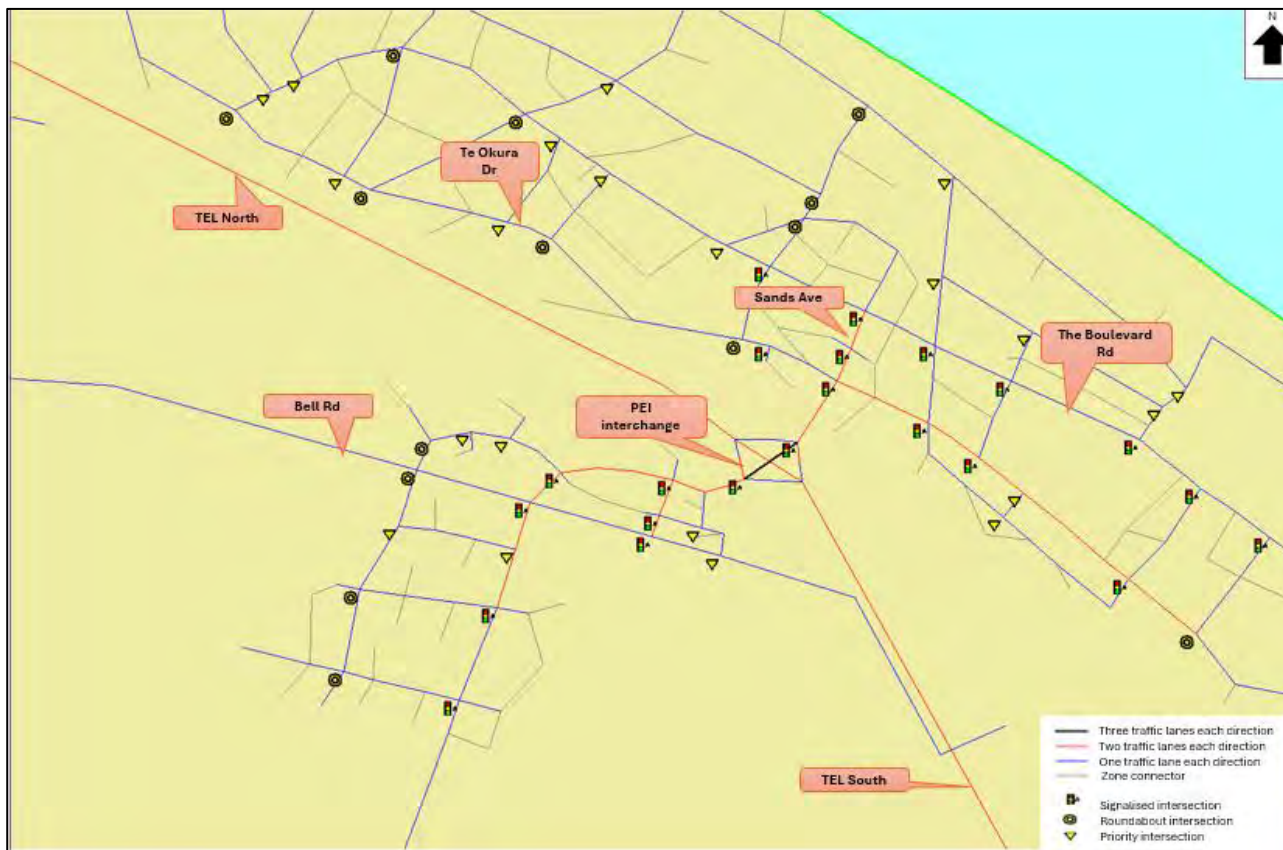 N
Te Okura
Dr
TEL North
Sands Ave
The Boulevard
Rd
Bell Rd
PEI
interchange
TEL South
Three traffic lanes each direction
Two traffic lanes each direction
One traffic lane each direction
Zone connector
Signalised intersection
Roundabout intersection
Priority intersection